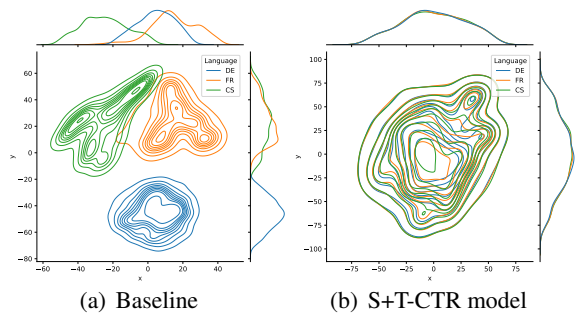 Language
DE
FR
CS
y
60
40
20
0
−20
−40
−60
−80
−60 −40 −20 0 20 40
x
(a) Baseline
Language
DE
FR
CS
y
100
75
50
25
0
−25
−50
−75
−100
−75 −50 −25 0 25 50 75
x
(b) S+T-CTR model